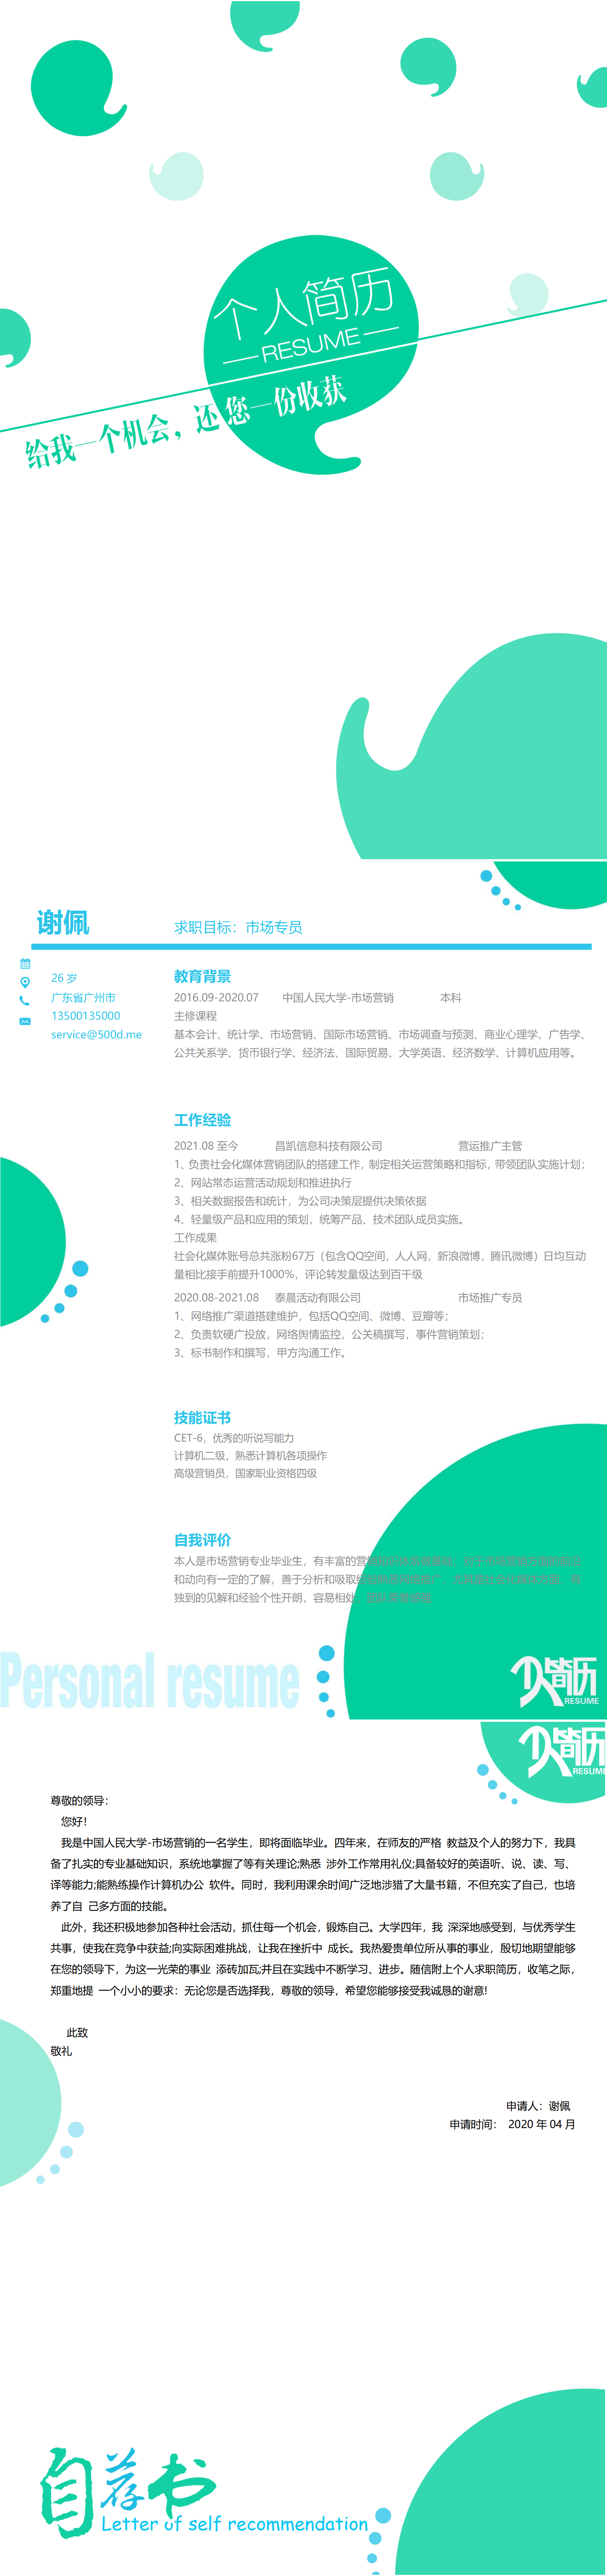 个人简历
RESUME
给我一个机会，还您一份收获
谢佩
求职目标：市场专员
26 岁
广东省广州市
13500135000
service@500d.me
教育背景
2016.09-2020.07 中国人民大学-市场营销 本科
主修课程
基本会计、统计学、市场营销、国际市场营销、市场调查与预测、商业心理学、广告学、
公共关系学、货币银行学、经济法、国际贸易、大学英语、经济数学、计算机应用等。
工作经验
2021.08 至今 昌凯信息科技有限公司 营运推广主管
1、负责社会化媒体营销团队的搭建工作，制定相关运营策略和指标，带领团队实施计划；
2、网站常态运营活动规划和推进执行
3、相关数据报告和统计，为公司决策层提供决策依据
4、轻量级产品和应用的策划，统筹产品、技术团队成员实施。
工作成果
社会化媒体账号总共涨粉67万（包含QQ空间，人人网，新浪微博，腾讯微博）日均互动
量相比接手前提升1000%，评论转发量级达到百千级
2020.08-2021.08 泰晨活动有限公司 市场推广专员
1、网络推广渠道搭建维护，包括QQ空间、微博、豆瓣等；
2、负责软硬广投放，网络舆情监控，公关稿撰写，事件营销策划；
3、标书制作和撰写，甲方沟通工作。
技能证书
CET-6，优秀的听说写能力
计算机二级，熟悉计算机各项操作
高级营销员，国家职业资格四级
自我评价
本人是市场营销专业毕业生，有丰富的营
和动向有一定的了解，善于分析和吸取
独到的见解和经验个性开朗，容易相处，
Personal resume
个人简历
RESUME
个人简历
RESUME
尊敬的领导：
您好！
我是中国人民大学-市场营销的一名学生，即将面临毕业。四年来，在师友的严格 教益及个人的努力下，我具
备了扎实的专业基础知识，系统地掌握了等有关理论;熟悉 涉外工作常用礼仪;具备较好的英语听、说、读、写、
译等能力;能熟练操作计算机办公 软件。同时，我利用课余时间广泛地涉猎了大量书籍，不但充实了自己，也培
养了自 己多方面的技能。
此外，我还积极地参加各种社会活动，抓住每一个机会，锻炼自己。大学四年，我 深深地感受到，与优秀学生
共事，使我在竞争中获益;向实际困难挑战，让我在挫折中 成长。我热爱贵单位所从事的事业，殷切地期望能够
在您的领导下，为这一光荣的事业 添砖加瓦;并且在实践中不断学习、进步。随信附上个人求职简历，收笔之际，
郑重地提 一个小小的要求：无论您是否选择我，尊敬的领导，希望您能够接受我诚恳的谢意!
此致
敬礼
申请人：谢佩
申请时间： 2020 年 04 月
自荐书
Letter of self recommendation